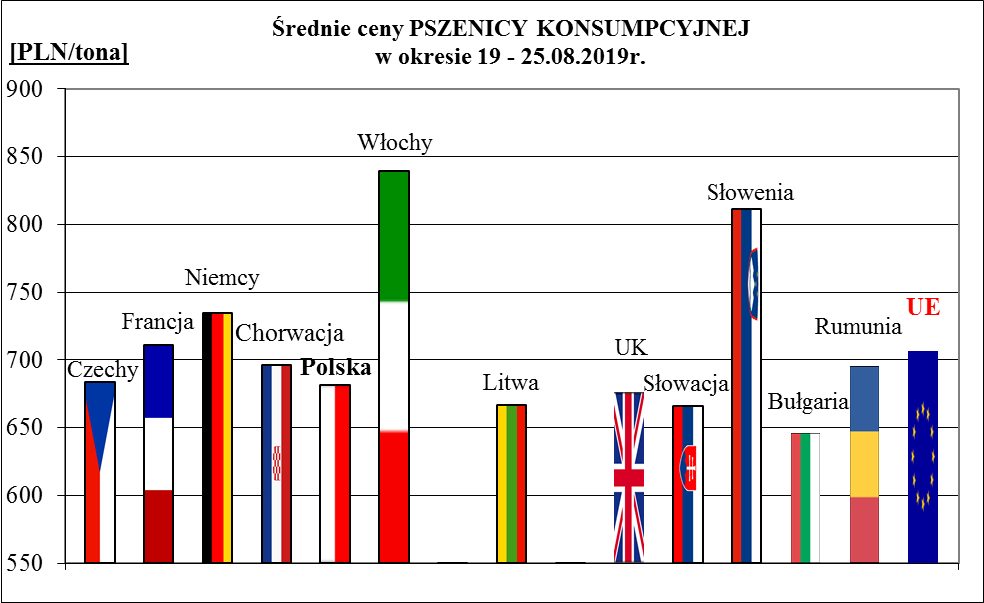 Średnie ceny PSZENICY KONSUMPCYJNEJ
w okresie 19 - 25.08.2019r.
[PLN/tona]
900
850
800
750
700
650
600
550
Czechy
Francja
Niemcy
Chorwacja
Polska
Włochy
Litwa
UK
Słowacja
Słowenia
Bułgaria
Rumunia
UE